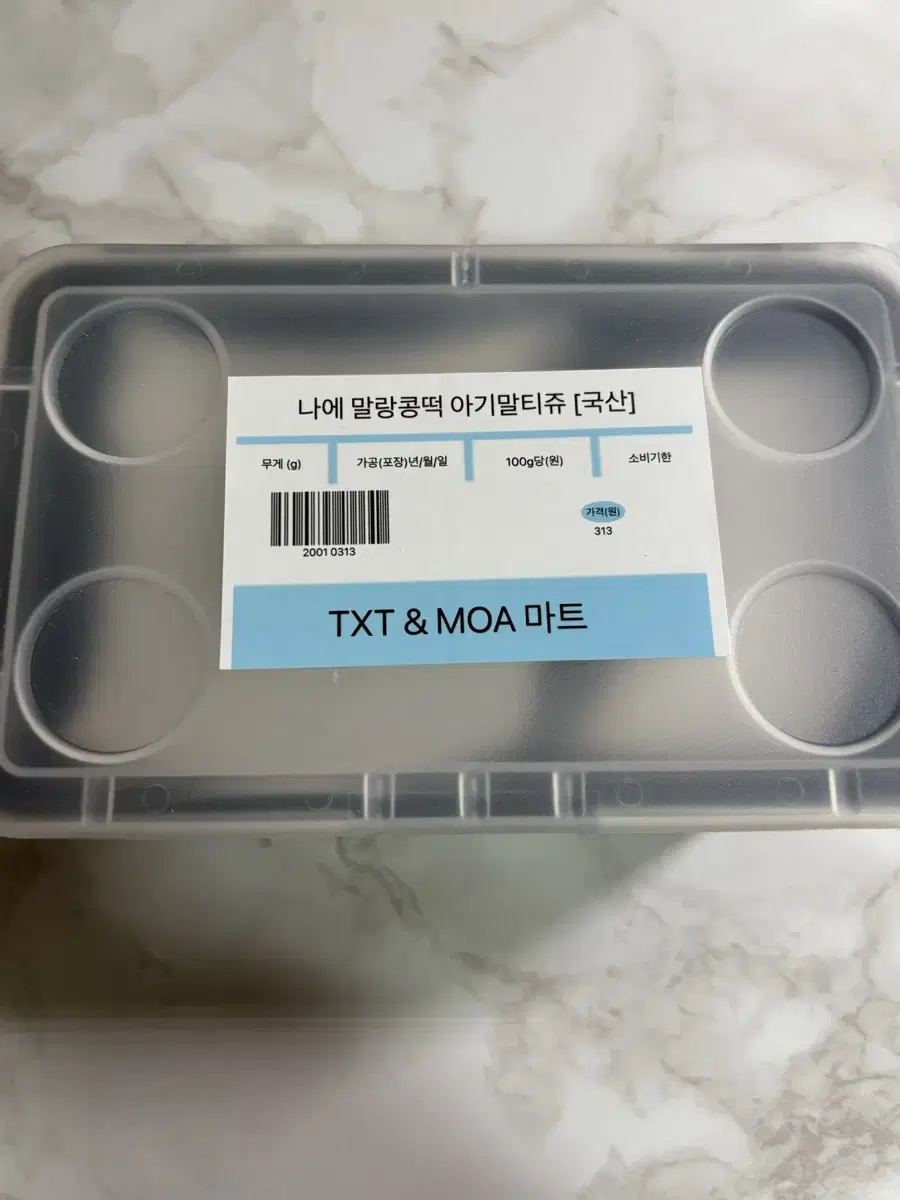 나에 말랑콩떡 아기말티쥬 [국산]
무게 (g) 가공(포장)년/월/일 100g당(원) 소비기한
가격(원)
313
2001 0313
TXT & MOA 마트